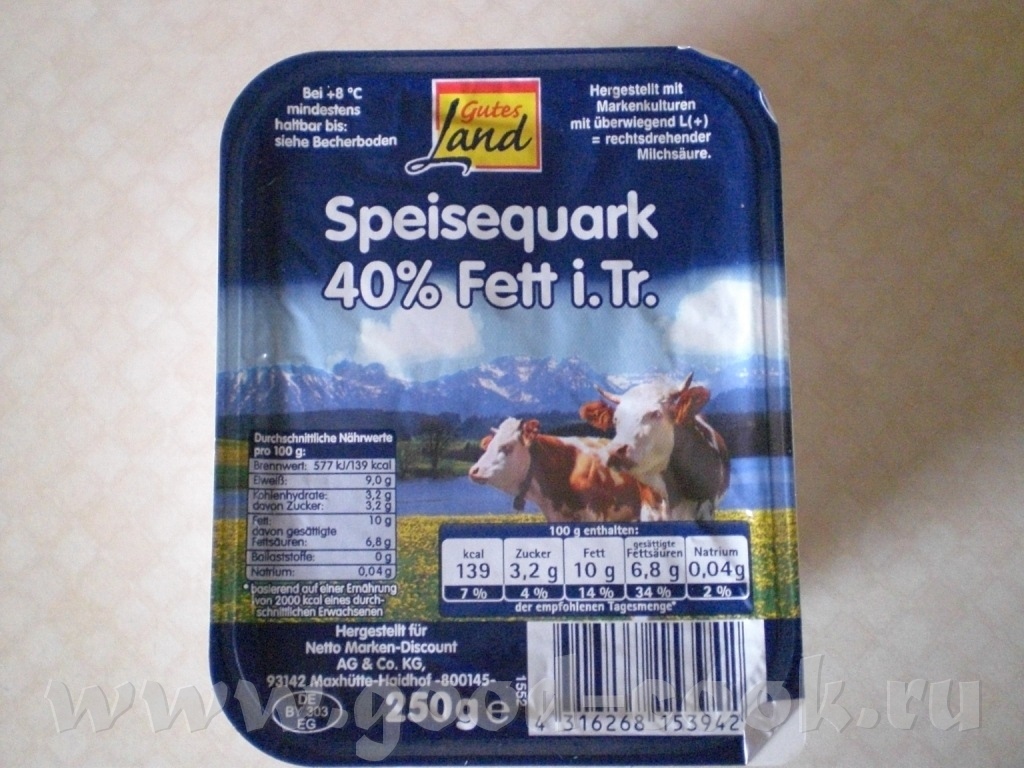 Bei +8 °C
mindestens
haltbar bis:
siehe Becherboden
Gutes
Land
Hergestellt mit
Markenkulturen
mit überwiegend L(+)
= rechtsdrehender
Milchsäure.
Speisequark
40% Fett i.Tr.
Durchschnittliche Nährwerte
pro 100 g:
Brennwert: 577 kJ/139 kcal
Eiweiß: 9,0 g
Kohlenhydrate: 3,2 g
davon Zucker: 3,2 g
Fett: 10 g
davon gesättigte
Fettsäuren: 6,8 g
Ballaststoffe: 0 g
Natrium: 0,04 g
*basierend auf einer Ernährung
von 2000 kcal eines durch-
schnittlichen Erwachsenen
100 g enthalten:
kcal Zucker Fett gesättigte Fettsäuren Natrium
139 3,2 g 10 g 6,8 g 0,04g
7 % 4 % 14 % 34 % 2 %
der empfohlenen Tagesmenge*
Hergestellt für
Netto Marken-Discount
AG & Co. KG,
93142 Maxhütte-Haidhof -800145-
DE
BY 303
EG
250g e
4 316268 153942
www.good-cook.ru